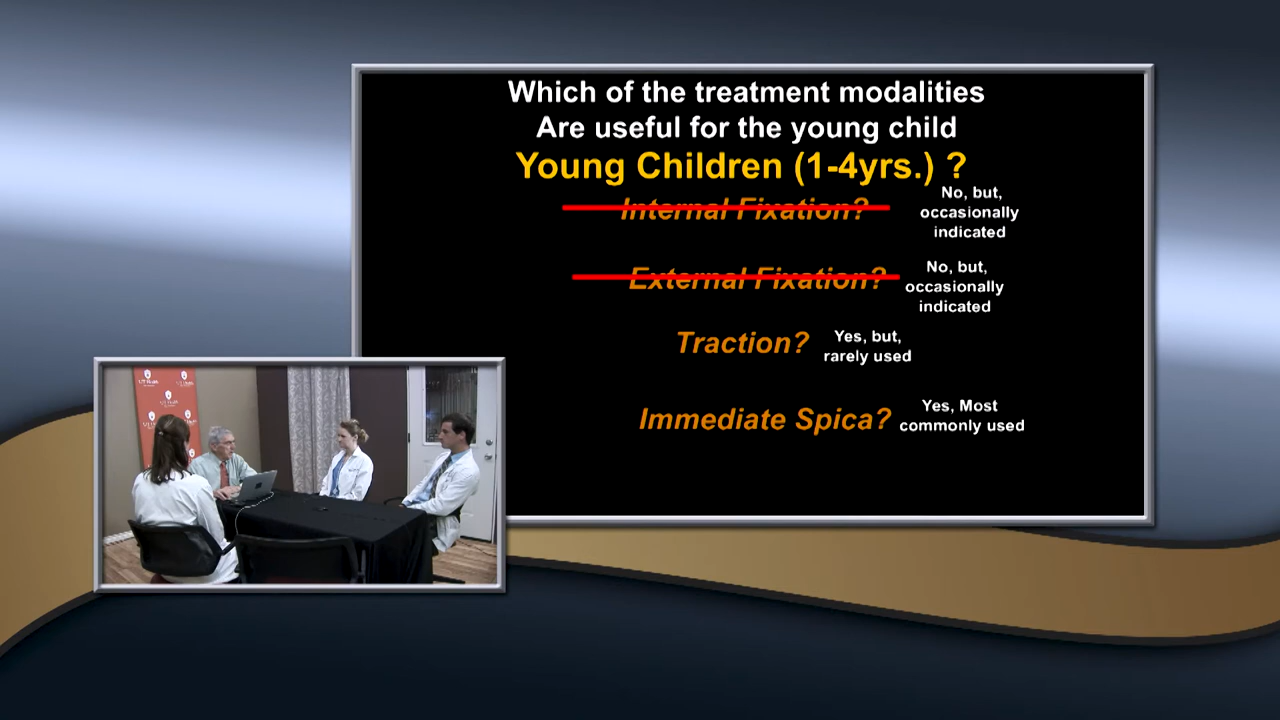 Which of the treatment modalities
Are useful for the young child
Young Children (1-4yrs.) ?
Internal Fixation?
No, but,
occasionally
indicated
External Fixation?
No, but,
occasionally
indicated
Traction?
Yes, but,
rarely used
Immediate Spica?
Yes, Most
commonly used